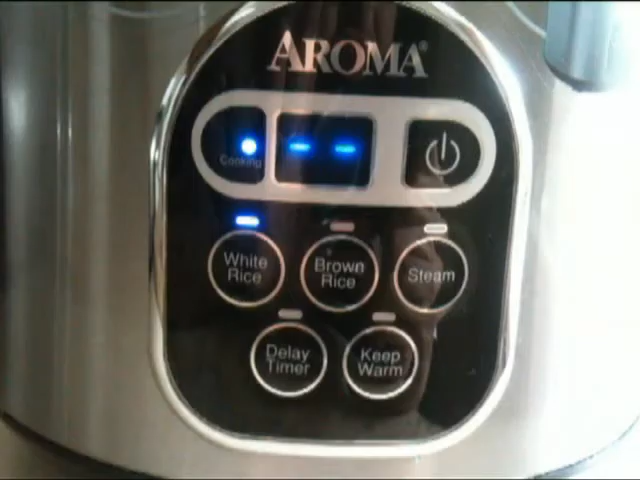 AROMA®
Cooking
--
White
Rice
Brown
Rice
Steam
Delay
Timer
Keep
Warm